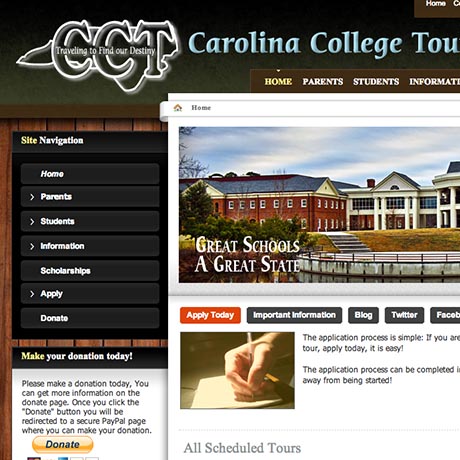 Home
Co
CCT
Traveling to Find our Destiny
Carolina College Tou
HOME PARENTS STUDENTS INFORMATI
Home
Site Navigation
Home
Parents
Students
Information
Scholarships
Apply
Donate
GREAT SCHOOLS
A GREAT STATE
Apply Today Important Information Blog Twitter Faceb
The application process is simple: If you are
tour, apply today, it is easy!
The application process can be completed in
away from being started!
Make your donation today!
Please make a donation today, You
can get more information on the
donate page. Once you click the
"Donate" button you will be
redirected to a secure PayPal page
where you can make your donation.
Donate
All Scheduled Tours